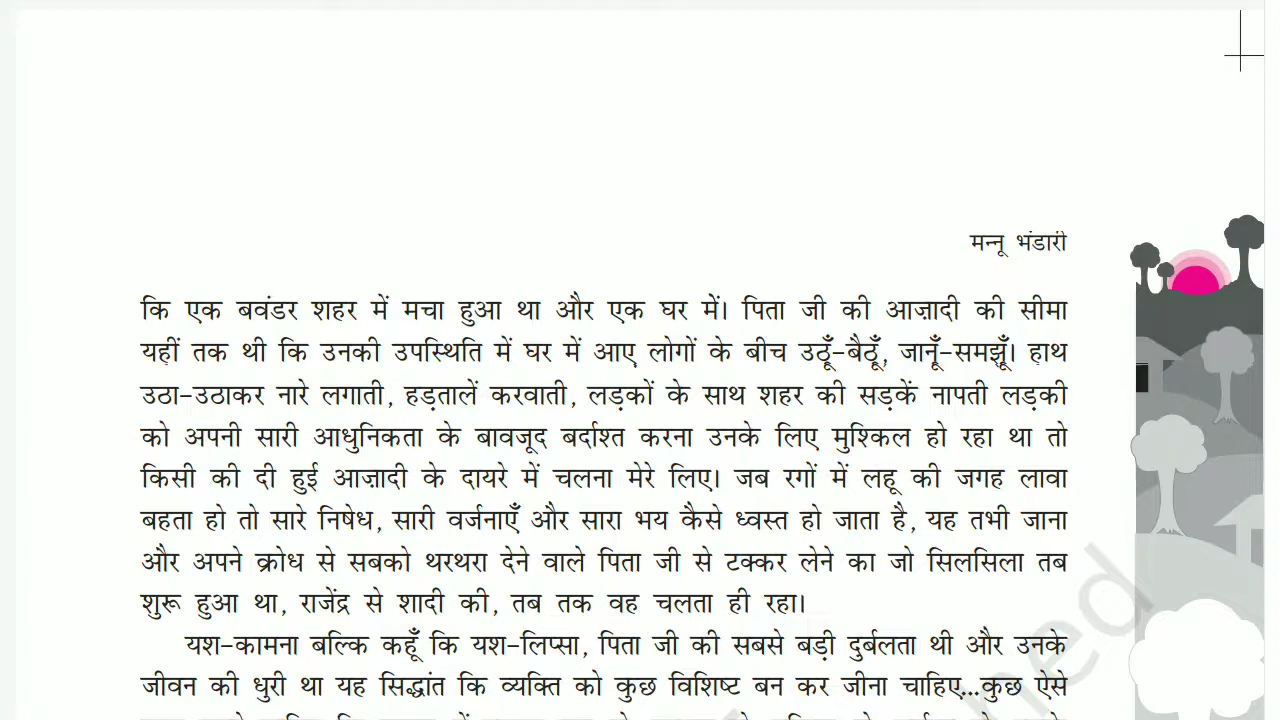 मन्नू भंडारी
कि एक बवंडर शहर में मचा हुआ था और एक घर में। पिता जी की आज़ादी की सीमा
यहीं तक थी कि उनकी उपस्थिति में घर में आए लोगों के बीच उठूँ-बैठूँ, जानूँ-समझूँ। हाथ
उठा-उठाकर नारे लगाती, हड़तालें करवाती, लड़कों के साथ शहर की सड़कें नापती लड़की
को अपनी सारी आधुनिकता के बावजूद बर्दाश्त करना उनके लिए मुश्किल हो रहा था तो
किसी की दी हुई आज़ादी के दायरे में चलना मेरे लिए। जब रगों में लहू की जगह लावा
बहता हो तो सारे निषेध, सारी वर्जनाएँ और सारा भय कैसे ध्वस्त हो जाता है, यह तभी जाना
और अपने क्रोध से सबको थरथरा देने वाले पिता जी से टक्कर लेने का जो सिलसिला तब
शुरू हुआ था, राजेंद्र से शादी की, तब तक वह चलता ही रहा।
यश-कामना बल्कि कहूँ कि यश-लिप्सा, पिता जी की सबसे बड़ी दुर्बलता थी और उनके
जीवन की धुरी था यह सिद्धांत कि व्यक्ति को कुछ विशिष्ट बन कर जीना चाहिए...कुछ ऐसे